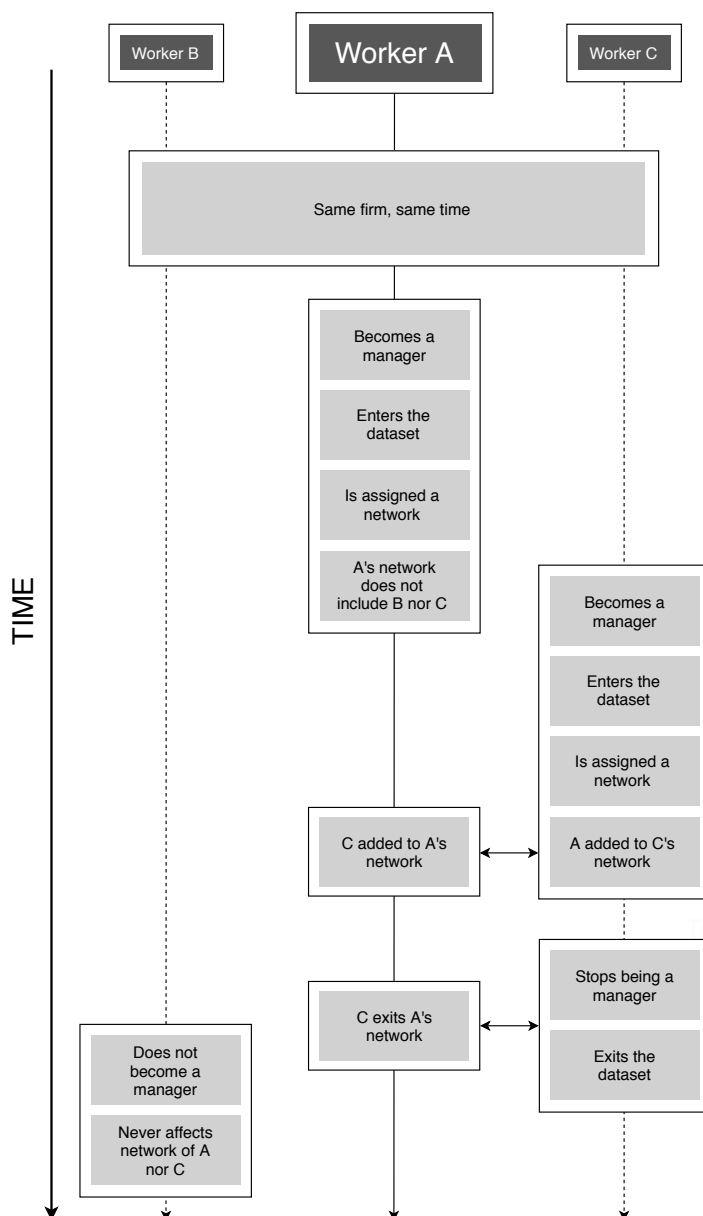 Worker B
Worker A
Worker C
Same firm, same time
TIME
Becomes a
manager
Enters the
dataset
Is assigned a
network
A's network
does not
include B nor C
Becomes a
manager
Enters the
dataset
Is assigned a
network
C added to A's
network
A added to C's
network
C exits A's
network
Stops being a
manager
Exits the
dataset
Does not
become a
manager
Never affects
network of A
nor C